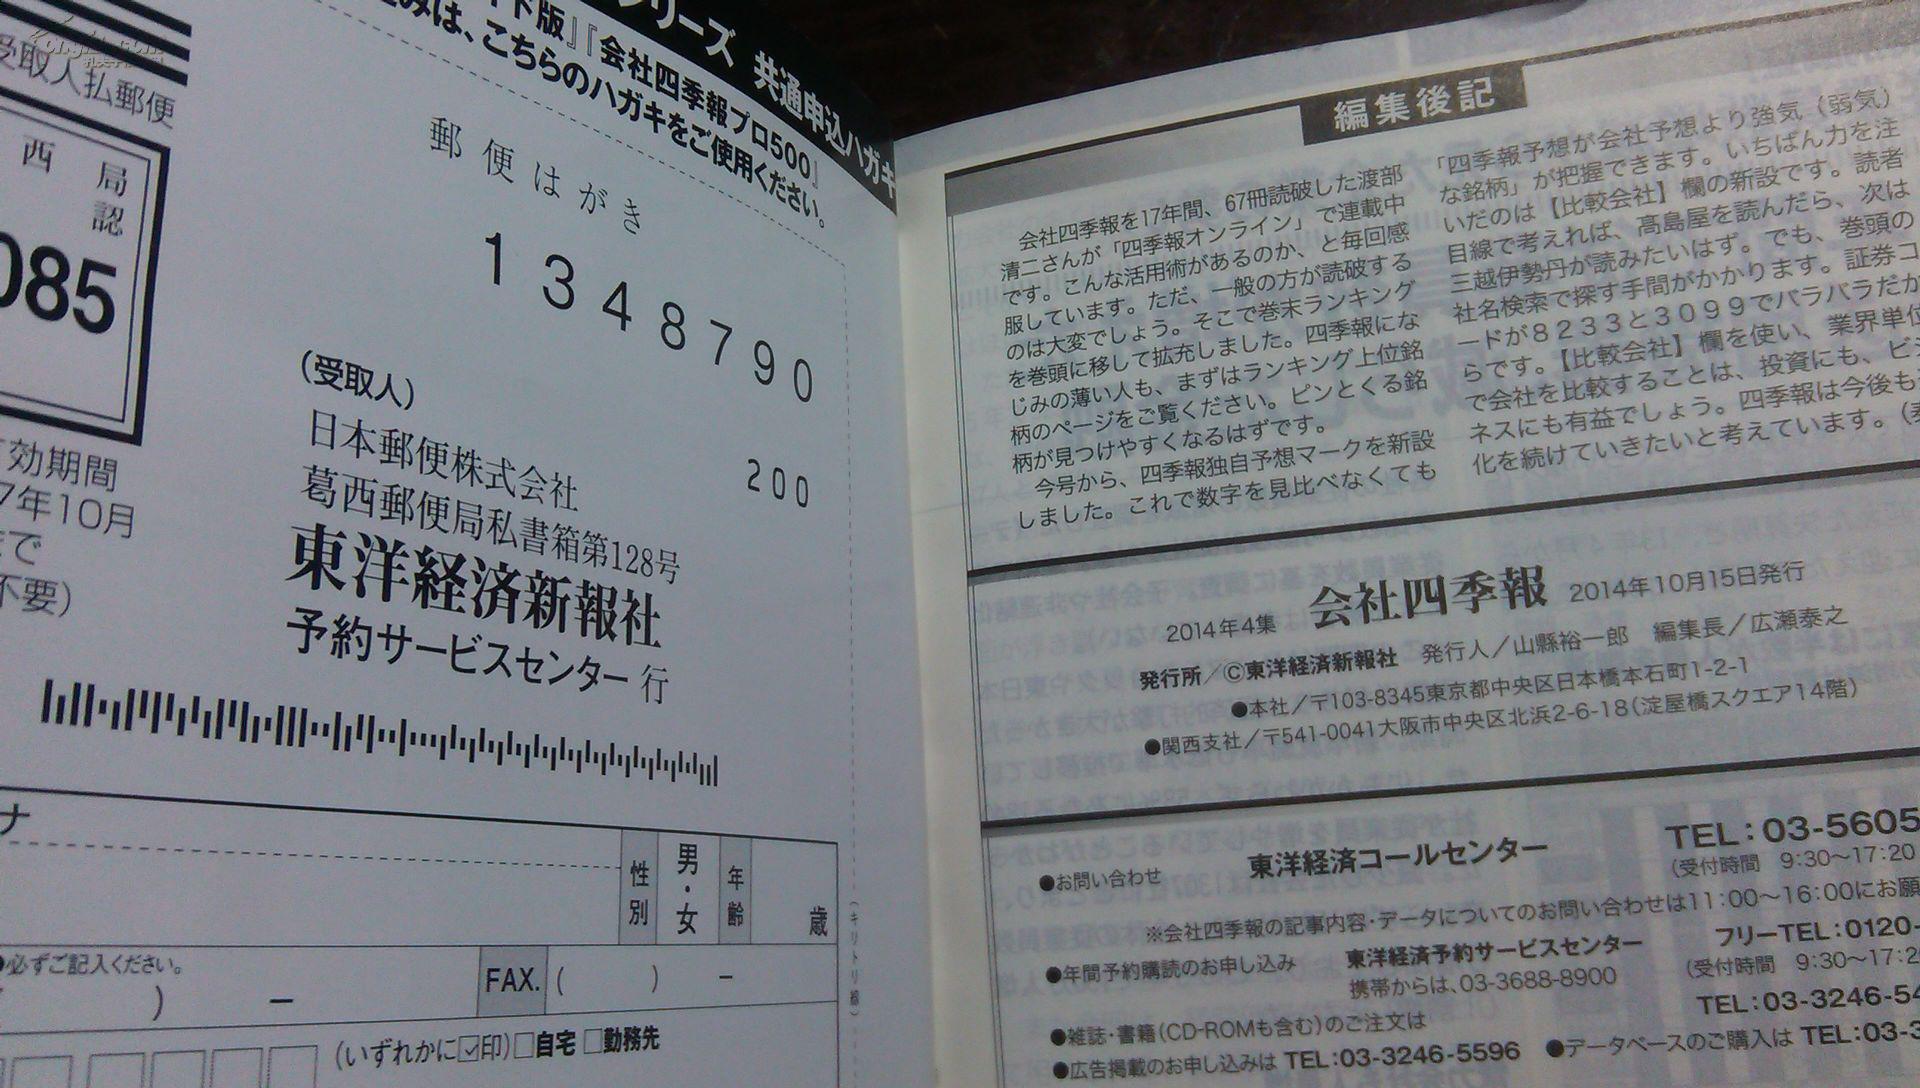 シリーズ 共通申込ハガキ
ド版』『会社四季報プロ500』
みは、こちらのハガキをご使用ください。
受取人払郵便
西局
認
085
効期間
7年10月
まで
不要）
郵便はがき
1348790
200
（受取人）
日本郵便株式会社
葛西郵便局私書箱第128号
東洋経済新報社
予約サービスセンター 行
ナ
性別
男・女
年齢
歳
●必ずご記入ください。
) −
FAX. ( ) −
（いずれかに☑印）□自宅 □勤務先
（キリトリ線）
編集後記
会社四季報を17年間、67冊読破した渡部
清二さんが「四季報オンライン」で連載中
です。こんな活用術があるのか、と毎回感
服しています。ただ、一般の方が読破する
のは大変でしょう。そこで巻末ランキング
を巻頭に移して拡充しました。四季報にな
じみの薄い人も、まずはランキング上位銘
柄のページをご覧ください。ピンとくる銘
柄が見つけやすくなるはずです。
今号から、四季報独自予想マークを新設
しました。これで数字を見比べなくても
「四季報予想が会社予想より強気（弱気）
な銘柄」が把握できます。いちばん力を注
いだのは【比較会社】欄の新設です。読者
目線で考えれば、髙島屋を読んだら、次は
三越伊勢丹が読みたいはず。でも、巻頭の
社名検索で探す手間がかかります。証券コ
ードが8233と3099でバラバラだか
らです。【比較会社】欄を使い、業界単位
で会社を比較することは、投資にも、ビジ
ネスにも有益でしょう。四季報は今後も
化を続けていきたいと考えています。
2014年4集 会社四季報 2014年10月15日発行
発行所／©東洋経済新報社 発行人／山縣裕一郎 編集長／広瀬泰之
●本社／〒103-8345東京都中央区日本橋本石町1-2-1
●関西支社／〒541-0041大阪市中央区北浜2-6-18（淀屋橋スクエア14階）
●お問い合わせ 東洋経済コールセンター TEL：03-5605
（受付時間 9:30〜17:20
※会社四季報の記事内容・データについてのお問い合わせは11:00〜16:00にお願
●年間予約購読のお申し込み 東洋経済予約サービスセンター フリーTEL：0120-
携帯からは、03-3688-8900 （受付時間 9:30〜17:20
●雑誌・書籍（CD-ROMも含む）のご注文は TEL：03-3246-54
●広告掲載のお申し込みは TEL：03-3246-5596 ●データベースのご購入は TEL：03-3